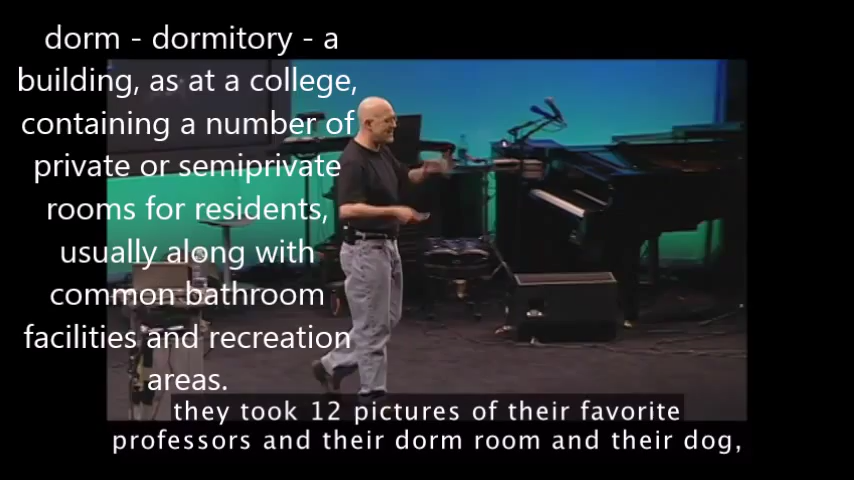 dorm - dormitory - a
building, as at a college,
containing a number of
private or semiprivate
rooms for residents,
usually along with
common bathroom
facilities and recreation
areas.
they took 12 pictures of their favorite
professors and their dorm room and their dog,